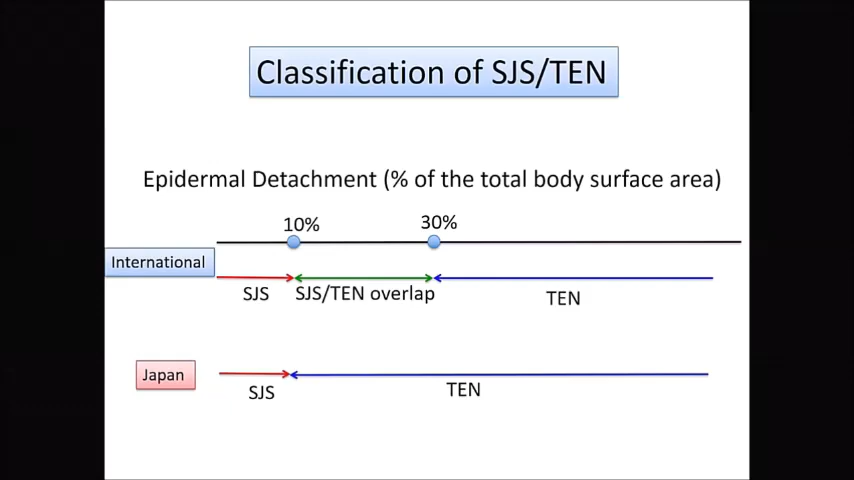 Classification of SJS/TEN
Epidermal Detachment (% of the total body surface area)
10% 30%
International
SJS SJS/TEN overlap TEN
Japan
SJS TEN